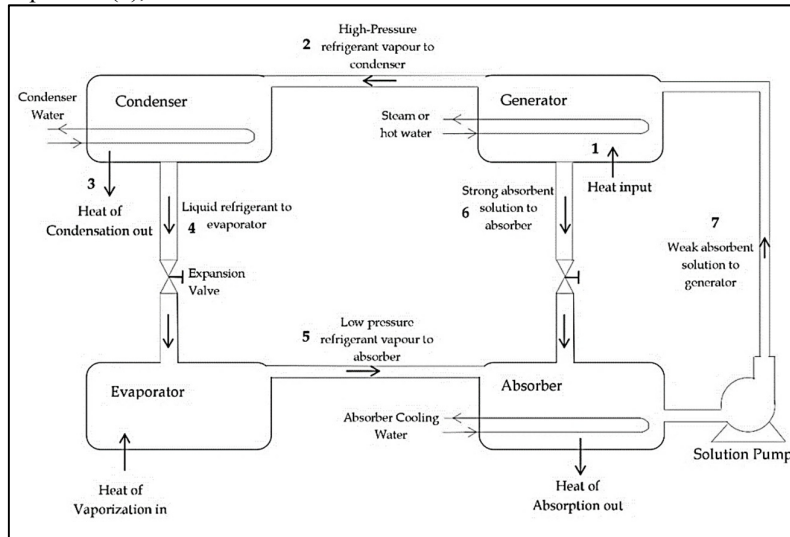 2
High-Pressure
refrigerant vapour to
condenser
Condenser
Water
Condenser
Steam or
hot water
Generator
1
Heat input
3
Heat of
Condensation out
Liquid refrigerant to
4 evaporator
Strong absorbent
6 solution to
absorber
7
Weak absorbent
solution to
generator
Expansion
Valve
5
Low pressure
refrigerant vapour to
absorber
Evaporator
Absorber
Absorber Cooling
Water
Solution Pump
Heat of
Vaporization in
Heat of
Absorption out